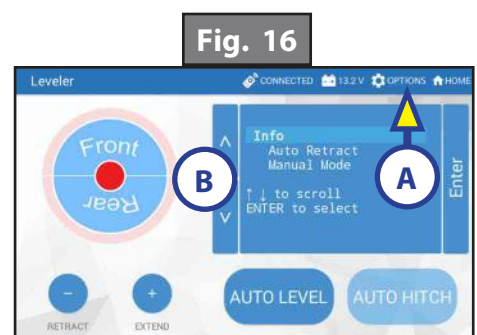 Fig. 16
Leveler CONNECTED 13.2 V OPTIONS HOME
Front
Rear
^
B
v
Info
Auto Retract
Manual Mode
↑ ↓ to scroll
ENTER to select
A
Enter
-
RETRACT
+
EXTEND
AUTO LEVEL
AUTO HITCH